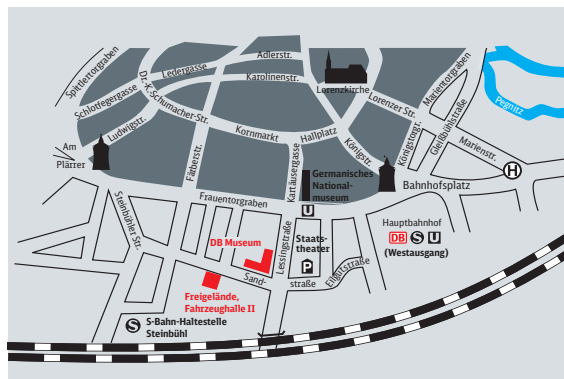 Spittlertorgraben
Schlotfegergasse
Ledergasse
Dr.-K.-Schumacher-Str.
Adlerstr.
Karolinenstr.
Lorenzkirche
Lorenzer Str.
Marientorgraben
Pegnitz
Ludwigstr.
Kornmarkt
Hallplatz
Königstr.
Königstorgr.
Gleißbühlstraße
Marienstr.
H
Am
Plärrer
Färberstr.
Kartäusergasse
Germanisches
National-
museum
Bahnhofsplatz
Frauentorgraben
U
Steinbühler Str.
DB Museum
Lessingstraße
Staats-
theater
P
Hauptbahnhof
DB S U
(Westausgang)
Sand-
straße
Eilgutstraße
Freigelände,
Fahrzeughalle II
S
S-Bahn-Haltestelle
Steinbühl